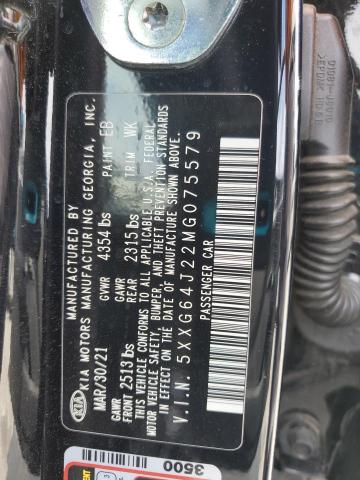 KIA
MANUFACTURED BY
KIA MOTORS MANUFACTURING GEORGIA, INC.
MAR/30/21 GVWR 4354 lbs PAINT EB
GAWR FRONT 2513 lbs GAWR REAR 2315 lbs TRIM WK
THIS VEHICLE CONFORMS TO ALL APPLICABLE U.S.A. FEDERAL
MOTOR VEHICLE SAFETY, BUMPER, AND THEFT PREVENTION STANDARDS
IN EFFECT ON THE DATE OF MANUFACTURE SHOWN ABOVE.
V.I.N. 5XXG64J22MG075579
PASSENGER CAR
3500